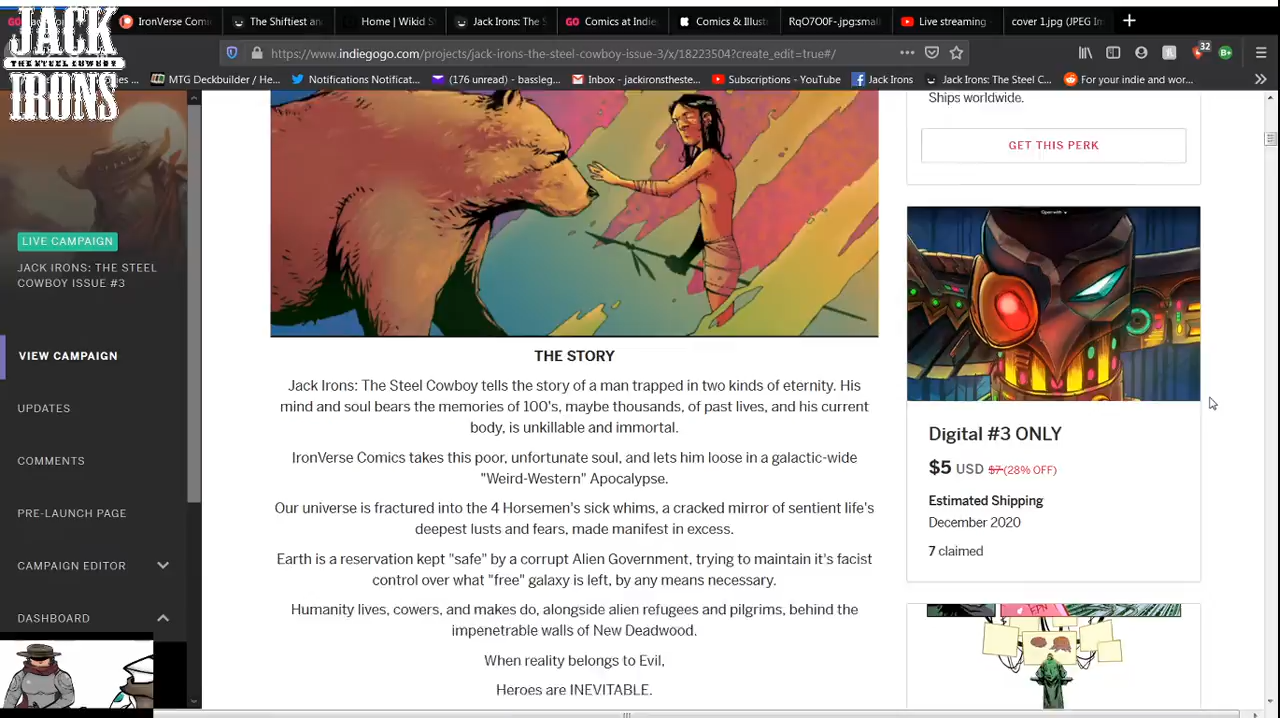 JACK
THE STEEL COWBOY
IRONS
IronVerse Comi
The Shiftiest an
Home | Wikid S
Jack Irons: The S
Comics at Indie
Comics & Illust
RqO7O0F-jpg:smal
Live streaming
cover 1.jpg (JPEG Im
https://www.indiegogo.com/projects/jack-irons-the-steel-cowboy-issue-3/x/18223504?create_edit=true#/
32
MTG Deckbuilder / He...
Notifications Notificat...
(176 unread) - bassleg...
Inbox - jackironsthest...
Subscriptions - YouTube
Jack Irons
Jack Irons: The Steel C...
For your indie and wor...
LIVE CAMPAIGN
JACK IRONS: THE STEEL
COWBOY ISSUE #3
VIEW CAMPAIGN
UPDATES
COMMENTS
PRE-LAUNCH PAGE
CAMPAIGN EDITOR
DASHBOARD
THE STORY
Jack Irons: The Steel Cowboy tells the story of a man trapped in two kinds of eternity. His
mind and soul bears the memories of 100's, maybe thousands, of past lives, and his current
body, is unkillable and immortal.
IronVerse Comics takes this poor, unfortunate soul, and lets him loose in a galactic-wide
"Weird-Western" Apocalypse.
Our universe is fractured into the 4 Horsemen's sick whims, a cracked mirror of sentient life's
deepest lusts and fears, made manifest in excess.
Earth is a reservation kept "safe" by a corrupt Alien Government, trying to maintain it's facist
control over what "free" galaxy is left, by any means necessary.
Humanity lives, cowers, and makes do, alongside alien refugees and pilgrims, behind the
impenetrable walls of New Deadwood.
When reality belongs to Evil,
Heroes are INEVITABLE.
Ships worldwide.
GET THIS PERK
Open with
Digital #3 ONLY
$5 USD $7 (28% OFF)
Estimated Shipping
December 2020
7 claimed